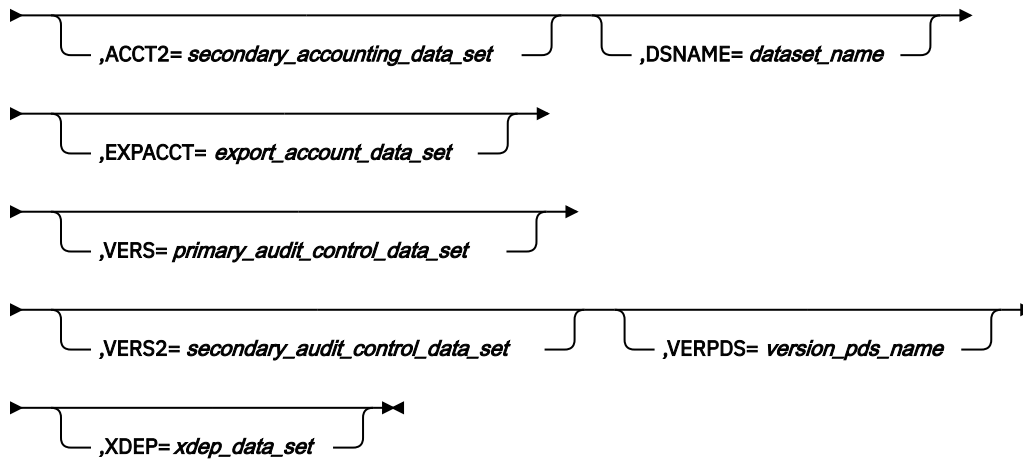 ,ACCT2= secondary_accounting_data_set ,DSNAME= dataset_name
,EXPACCT= export_account_data_set
,VERS= primary_audit_control_data_set
,VERS2= secondary_audit_control_data_set ,VERPDS= version_pds_name
,XDEP= xdep_data_set